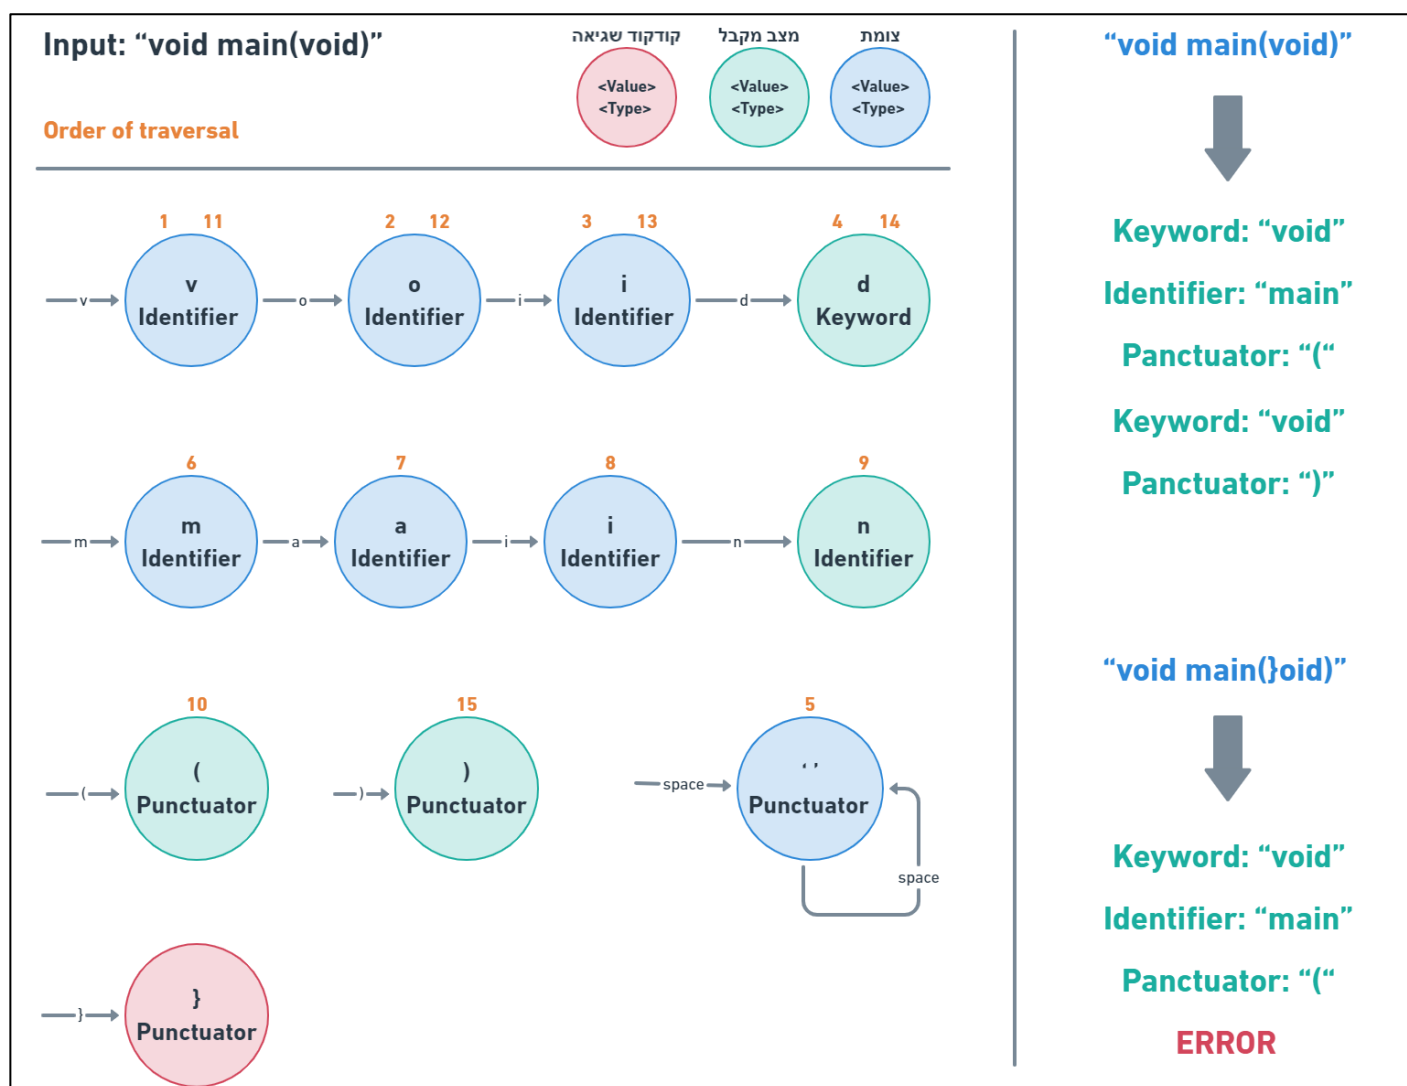 Input: “void main(void)”
קודקוד שגיאה
מצב מקבל
צומת
<Value>
<Type>
<Value>
<Type>
<Value>
<Type>
Order of traversal
1 11
2 12
3 13
4 14
v
v
Identifier
o
o
Identifier
i
i
Identifier
d
d
Keyword
6
7
8
9
m
m
Identifier
a
a
Identifier
i
i
Identifier
n
n
Identifier
10
15
5
(
(
Punctuator
)
)
Punctuator
space
‘ ’
Punctuator
space
}
}
Punctuator
“void main(void)”
Keyword: “void”
Identifier: “main”
Panctuator: “(“
Keyword: “void”
Panctuator: “)”
“void main(}oid)”
Keyword: “void”
Identifier: “main”
Panctuator: “(“
ERROR